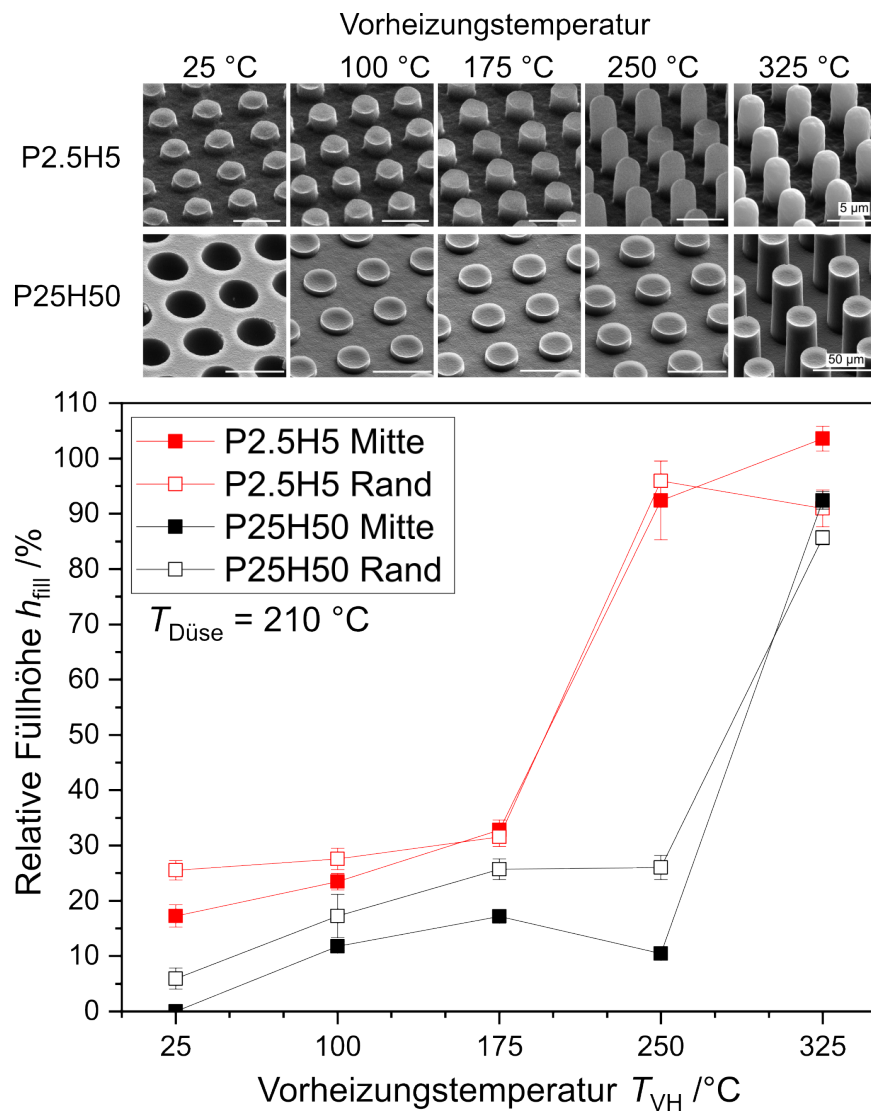 Vorheizungstemperatur
25 °C 100 °C 175 °C 250 °C 325 °C
P2.5H5
5 µm
P25H50
50 µm
110
100
90
80
70
60
50
40
30
20
10
0
Relative Füllhöhe h_fill /%
P2.5H5 Mitte
P2.5H5 Rand
P25H50 Mitte
P25H50 Rand
T_Düse = 210 °C
25 100 175 250 325
Vorheizungstemperatur T_VH /°C